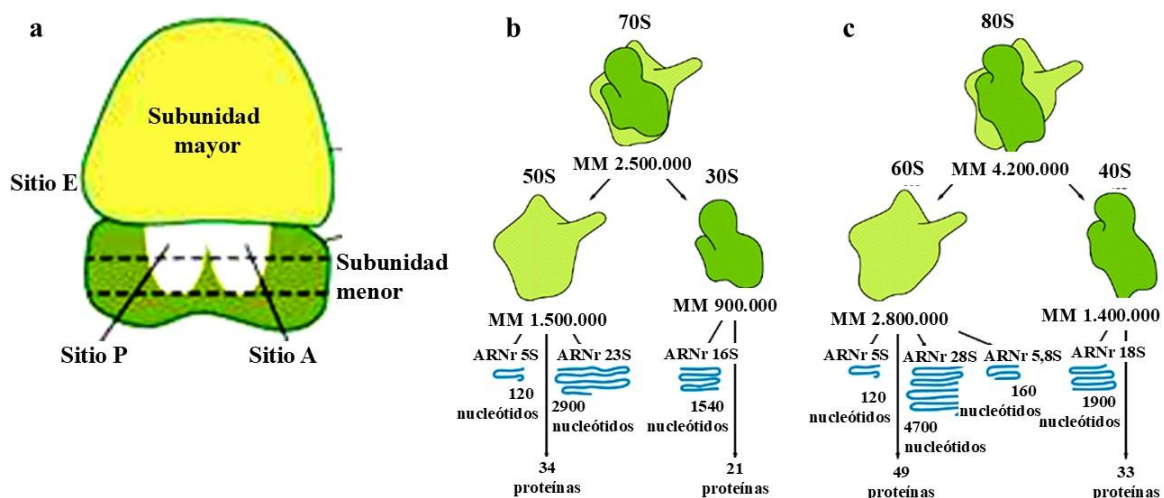 a
Subunidad
mayor
Sitio E
Subunidad
menor
Sitio P
Sitio A
b
70S
MM 2.500.000
50S
30S
MM 1.500.000
MM 900.000
ARNr 5S
ARNr 23S
ARNr 16S
120
nucleótidos
2900
nucleótidos
1540
nucleótidos
34
proteínas
21
proteínas
c
80S
MM 4.200.000
60S
40S
MM 2.800.000
MM 1.400.000
ARNr 5S
ARNr 28S
ARNr 5,8S
ARNr 18S
120
nucleótidos
4700
nucleótidos
160
nucleótidos
1900
nucleótidos
49
proteínas
33
proteínas